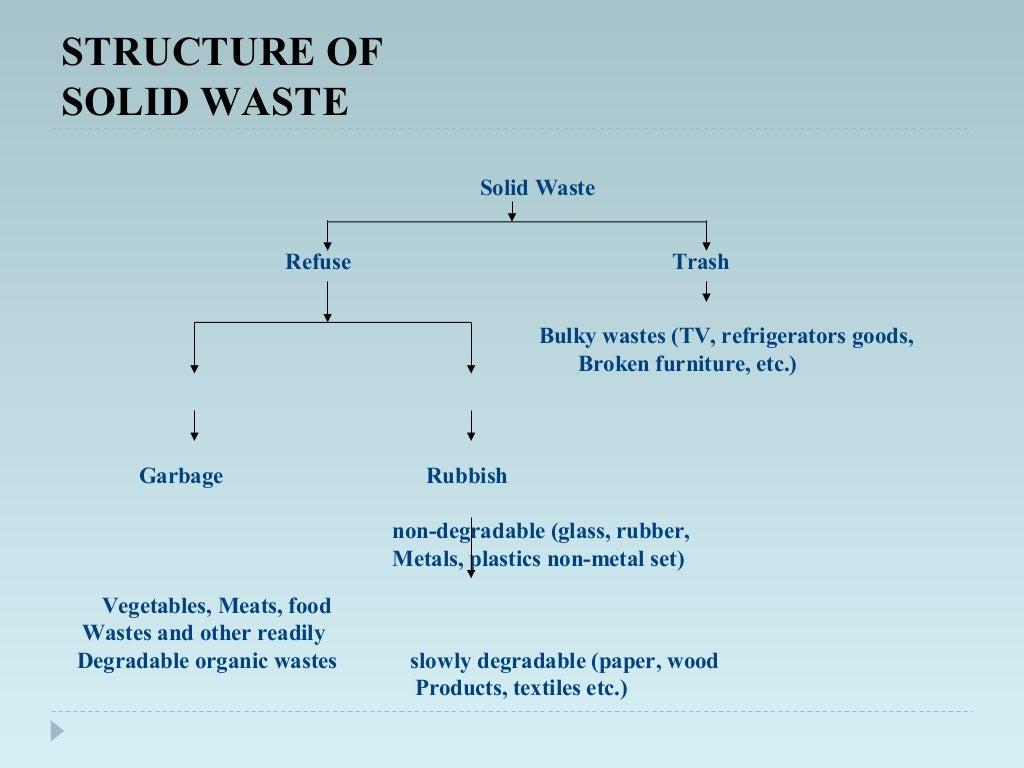 STRUCTURE OF
SOLID WASTE
Solid Waste
Refuse
Trash
Bulky wastes (TV, refrigerators goods,
Broken furniture, etc.)
Garbage
Rubbish
non-degradable (glass, rubber,
Metals, plastics non-metal set)
Vegetables, Meats, food
Wastes and other readily
Degradable organic wastes
slowly degradable (paper, wood
Products, textiles etc.)